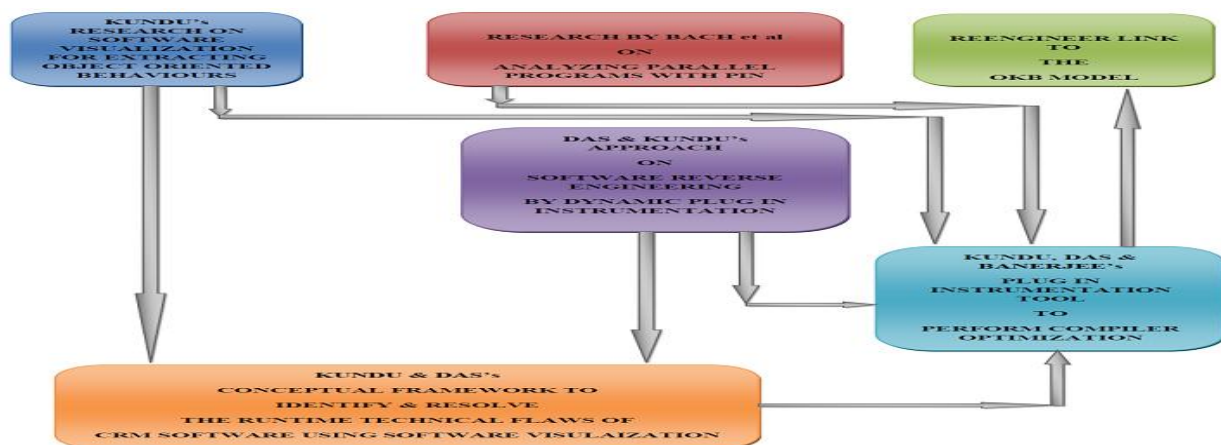 KUNDU's
RESEARCH ON
SOFTWARE
VISUALIZATION
FOR EXTRACTING
OBJECT ORIENTED
BEHAVIOURS
RESEARCH BY BACH et al
ON
ANALYZING PARALLEL
PROGRAMS WITH PIN
REENGINEER LINK
TO
THE
OKB MODEL
DAS & KUNDU's
APPROACH
ON
SOFTWARE REVERSE
ENGINEERING
BY DYNAMIC PLUG IN
INSTRUMENTATION
KUNDU, DAS &
BANERJEE's
PLUG IN
INSTRUMENTATION
TOOL
TO
PERFORM COMPILER
OPTIMIZATION
KUNDU & DAS's
CONCEPTUAL FRAMEWORK TO
IDENTIFY & RESOLVE
THE RUNTIME TECHNICAL FLAWS OF
CRM SOFTWARE USING SOFTWARE VISULAIZATION